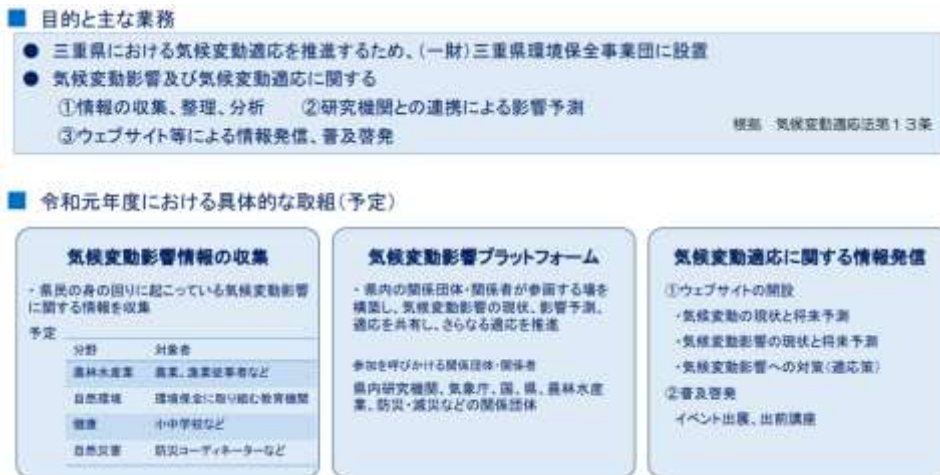 ■ 目的と主な業務
● 三重県における気候変動適応を推進するため、(一財)三重県環境保全事業団に設置
● 気候変動影響及び気候変動適応に関する
①情報の収集、整理、分析 ②研究機関との連携による影響予測
③ウェブサイト等による情報発信、普及啓発
根拠 気候変動適応法第13条
■ 令和元年度における具体的な取組(予定)
気候変動影響情報の収集
・県民の身の回りに起こっている気候変動影響
に関する情報を収集
予定
分野 対象者
農林水産業 農業、漁業従事者など
自然環境 環境保全に取り組む教育機関
健康 小中学校など
自然災害 防災コーディネーターなど
気候変動影響プラットフォーム
・県内の関係団体・関係者が参画する場を
構築し、気候変動影響の現状、影響予測、
適応を共有し、さらなる適応を推進
参加を呼びかける関係団体・関係者
県内研究機関、気象庁、国、県、農林水産
業、防災・減災などの関係団体
気候変動適応に関する情報発信
①ウェブサイトの開設
・気候変動の現状と将来予測
・気候変動影響の現状と将来予測
・気候変動影響への対策(適応策)
②普及啓発
イベント出展、出前講座